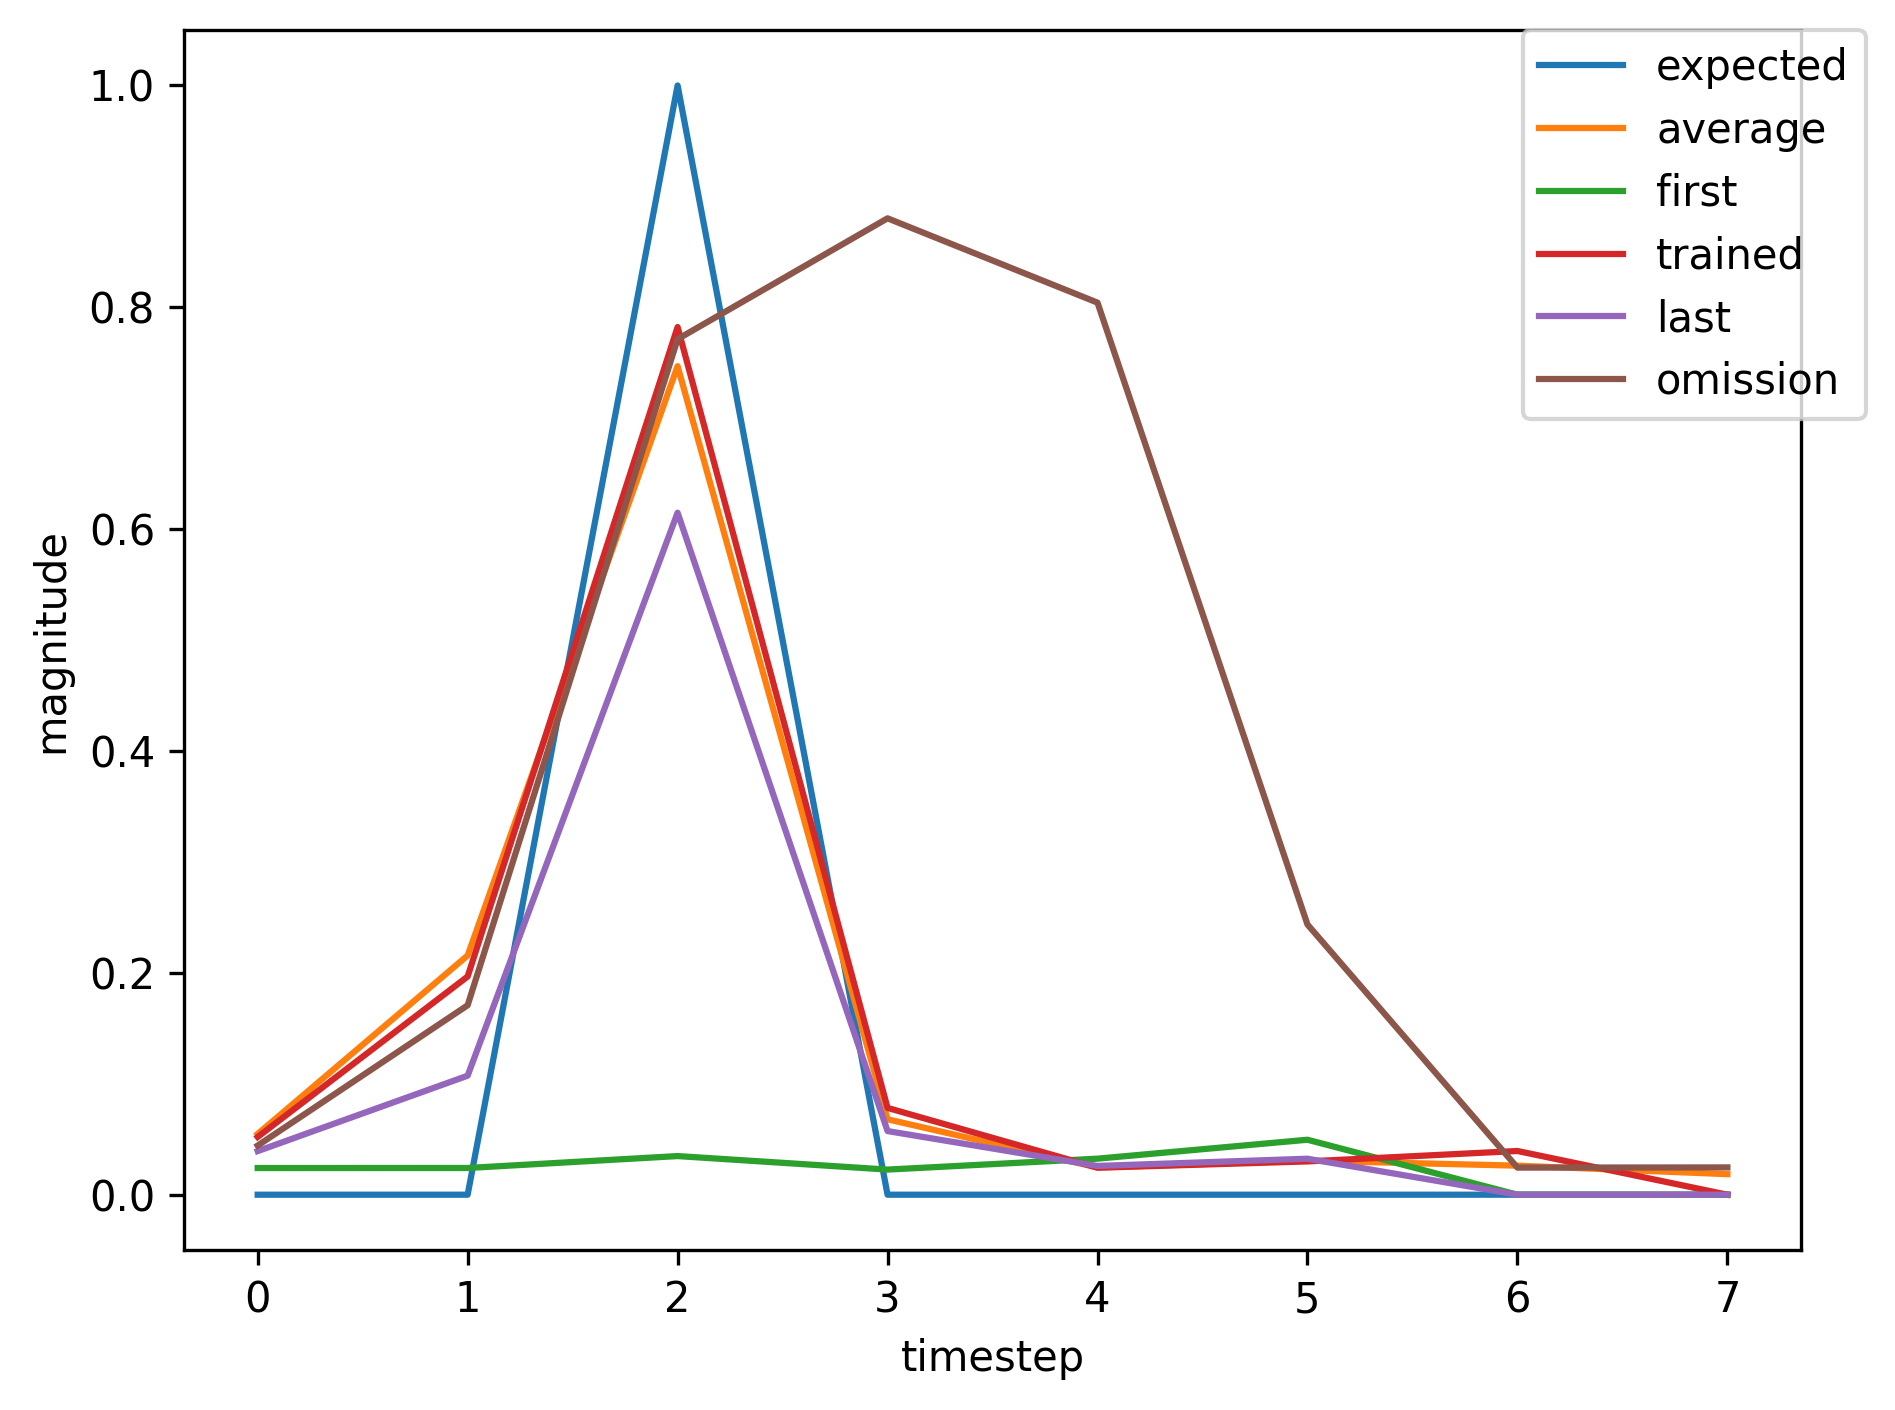 expected
average
first
trained
last
omission
1.0
0.8
0.6
0.4
0.2
0.0
magnitude
0 1 2 3 4 5 6 7
timestep